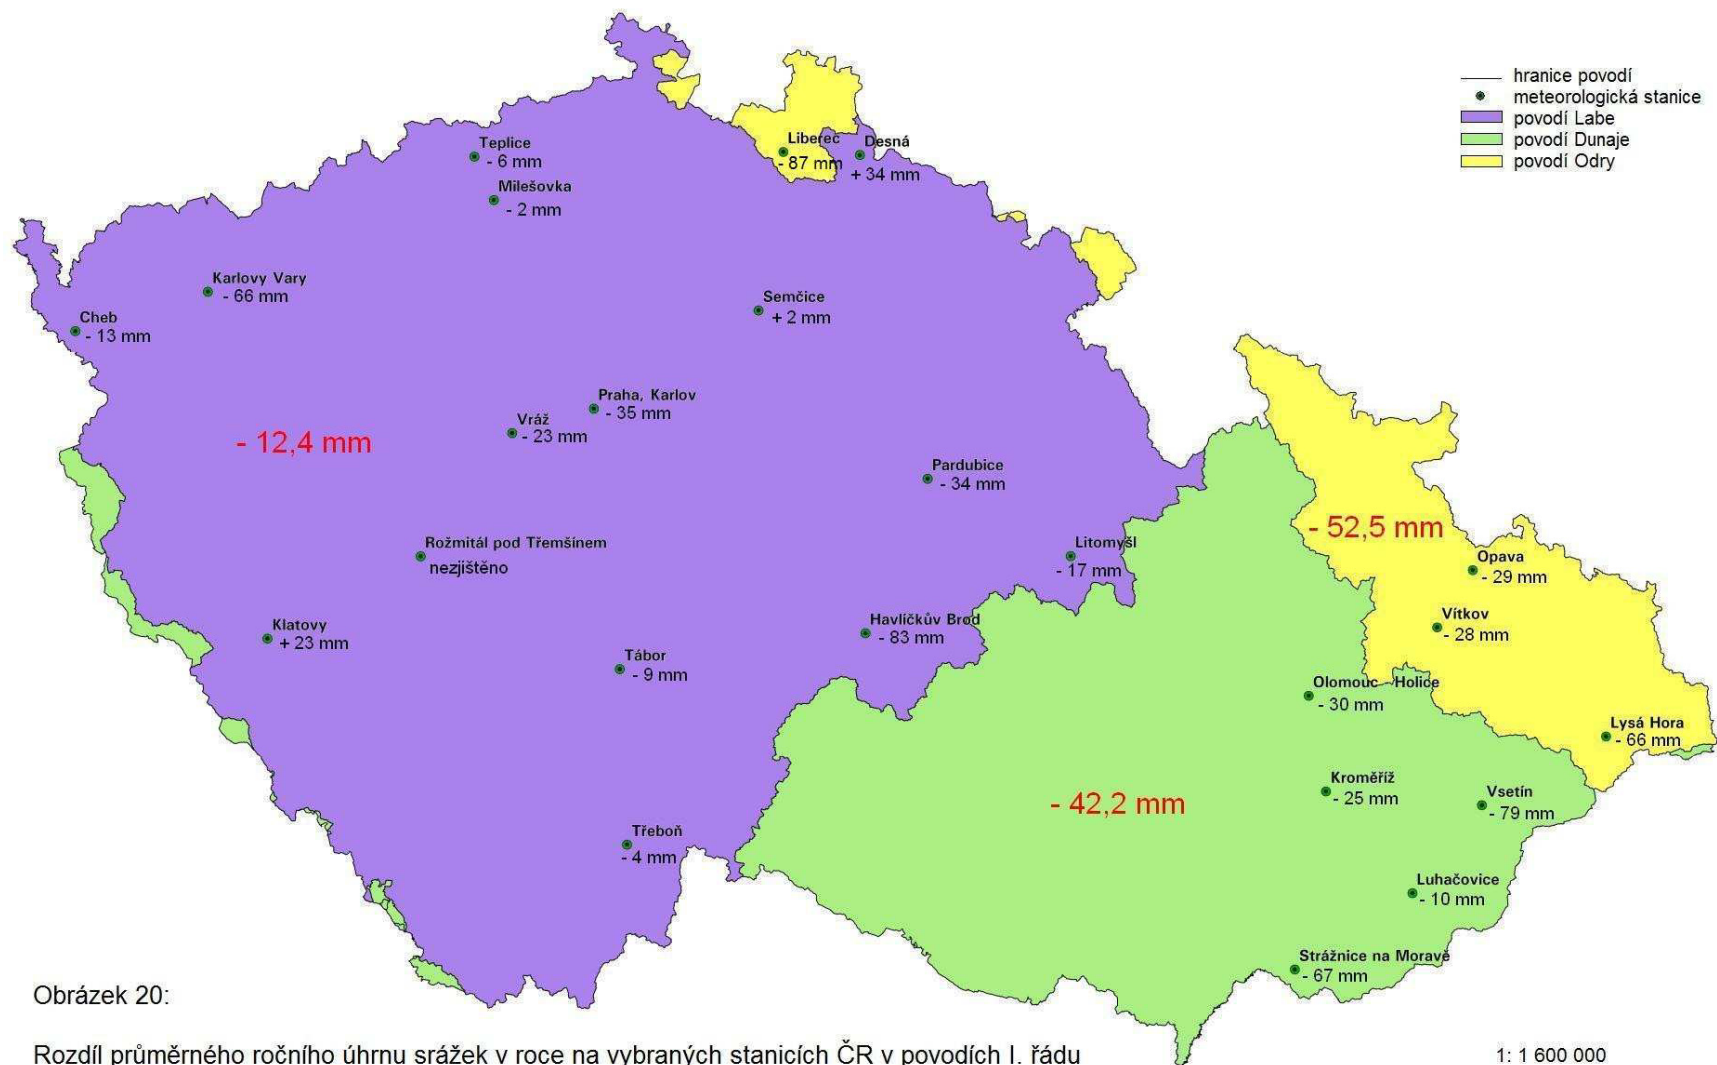 hranice povodí
meteorologická stanice
povodí Labe
povodí Dunaje
povodí Odry
Teplice
- 6 mm
Milešovka
- 2 mm
Liberec
- 87 mm
Desná
+ 34 mm
Karlovy Vary
- 66 mm
Cheb
- 13 mm
Semčice
+ 2 mm
Praha, Karlov
- 35 mm
Vráž
- 23 mm
- 12,4 mm
Pardubice
- 34 mm
Rožmitál pod Třemšínem
nezjištěno
Litomyšl
- 17 mm
- 52,5 mm
Opava
- 29 mm
Vítkov
- 28 mm
Klatovy
+ 23 mm
Havlíčkův Brod
- 83 mm
Tábor
- 9 mm
Olomouc - Holice
- 30 mm
Lysá Hora
- 66 mm
Kroměříž
- 25 mm
Vsetín
- 79 mm
- 42,2 mm
Třeboň
- 4 mm
Luhačovice
- 10 mm
Strážnice na Moravě
- 67 mm
Obrázek 20:
Rozdíl průměrného ročního úhrnu srážek v roce na vybraných stanicích ČR v povodích I. řádu
1: 1 600 000